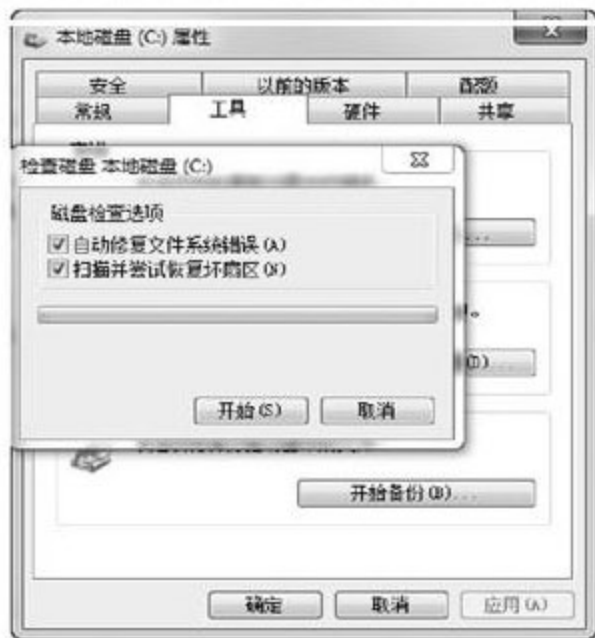 本地磁盘 (C:) 属性
安全 以前的版本 配额
常规 工具 硬件 共享
检查磁盘 本地磁盘 (C:)
磁盘检查选项
自动修复文件系统错误(A)
扫描并尝试恢复坏扇区(N)
...
。
(D)...
开始(S) 取消
开始备份(B)...
确定 取消 应用(A)